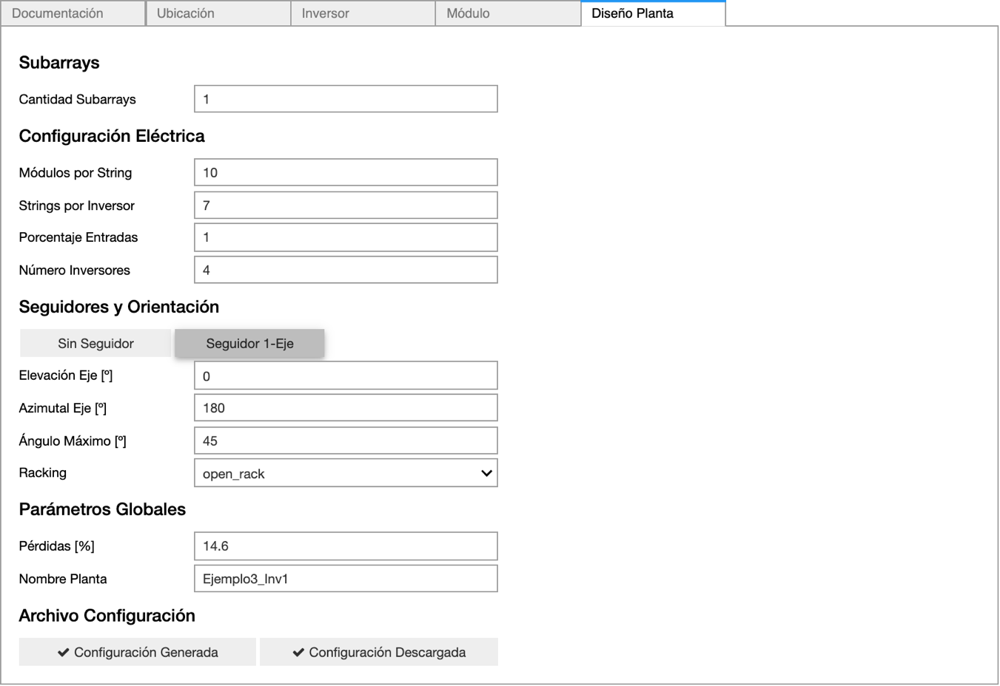 Documentación Ubicación Inversor Módulo Diseño Planta
Subarrays
Cantidad Subarrays 1
Configuración Eléctrica
Módulos por String 10
Strings por Inversor 7
Porcentaje Entradas 1
Número Inversores 4
Seguidores y Orientación
Sin Seguidor Seguidor 1-Eje
Elevación Eje [º] 0
Azimutal Eje [º] 180
Ángulo Máximo [º] 45
Racking open_rack
Parámetros Globales
Pérdidas [%] 14.6
Nombre Planta Ejemplo3_Inv1
Archivo Configuración
✔ Configuración Generada ✔ Configuración Descargada